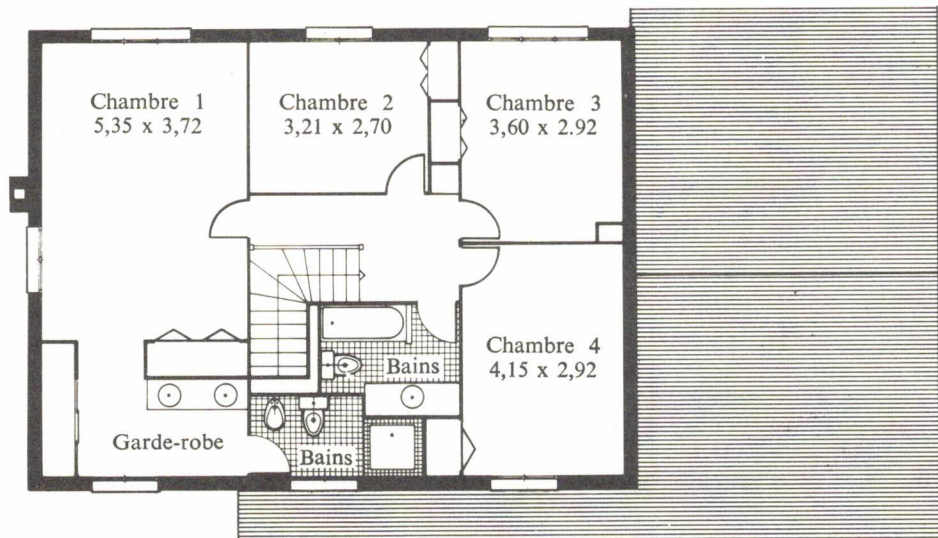 Chambre 1
5,35 x 3,72
Chambre 2
3,21 x 2,70
Chambre 3
3,60 x 2.92
Chambre 4
4,15 x 2,92
Bains
Garde-robe
Bains